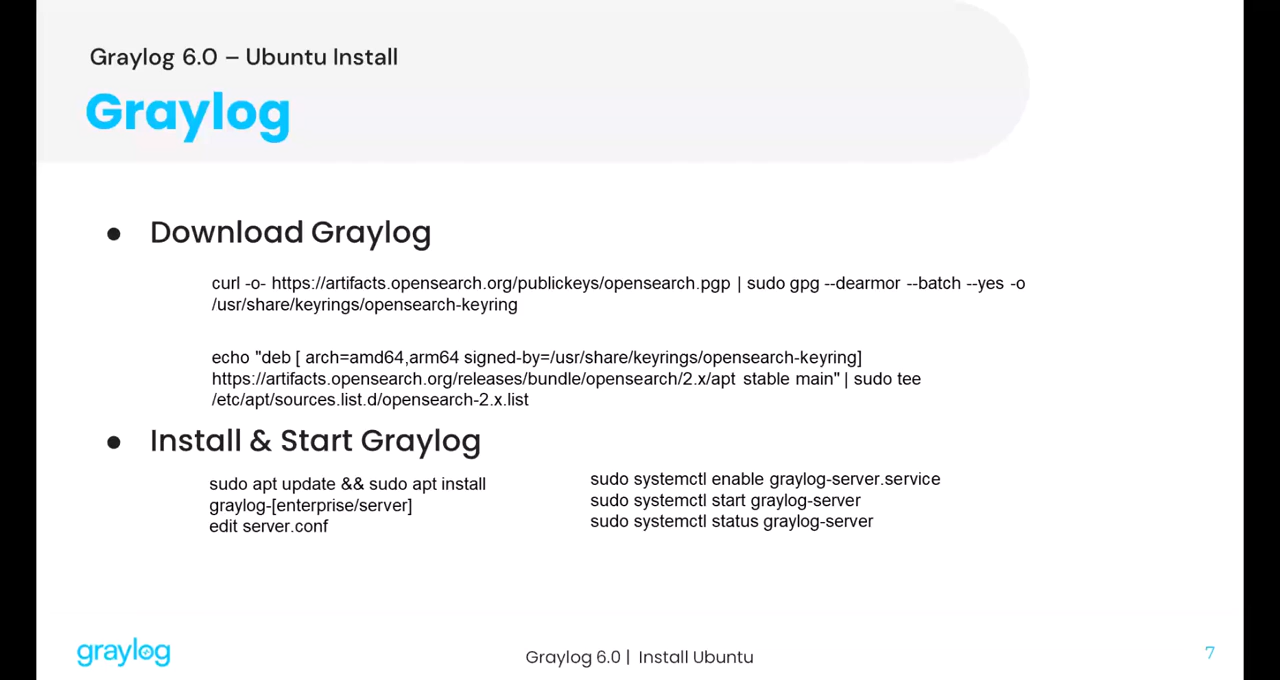 Graylog 6.0 – Ubuntu Install
Graylog
● Download Graylog
curl -o- https://artifacts.opensearch.org/publickeys/opensearch.pgp | sudo gpg --dearmor --batch --yes -o
/usr/share/keyrings/opensearch-keyring
echo "deb [ arch=amd64,arm64 signed-by=/usr/share/keyrings/opensearch-keyring]
https://artifacts.opensearch.org/releases/bundle/opensearch/2.x/apt stable main" | sudo tee
/etc/apt/sources.list.d/opensearch-2.x.list
● Install & Start Graylog
sudo apt update && sudo apt install
graylog-[enterprise/server]
edit server.conf
sudo systemctl enable graylog-server.service
sudo systemctl start graylog-server
sudo systemctl status graylog-server
graylog
Graylog 6.0 | Install Ubuntu
7